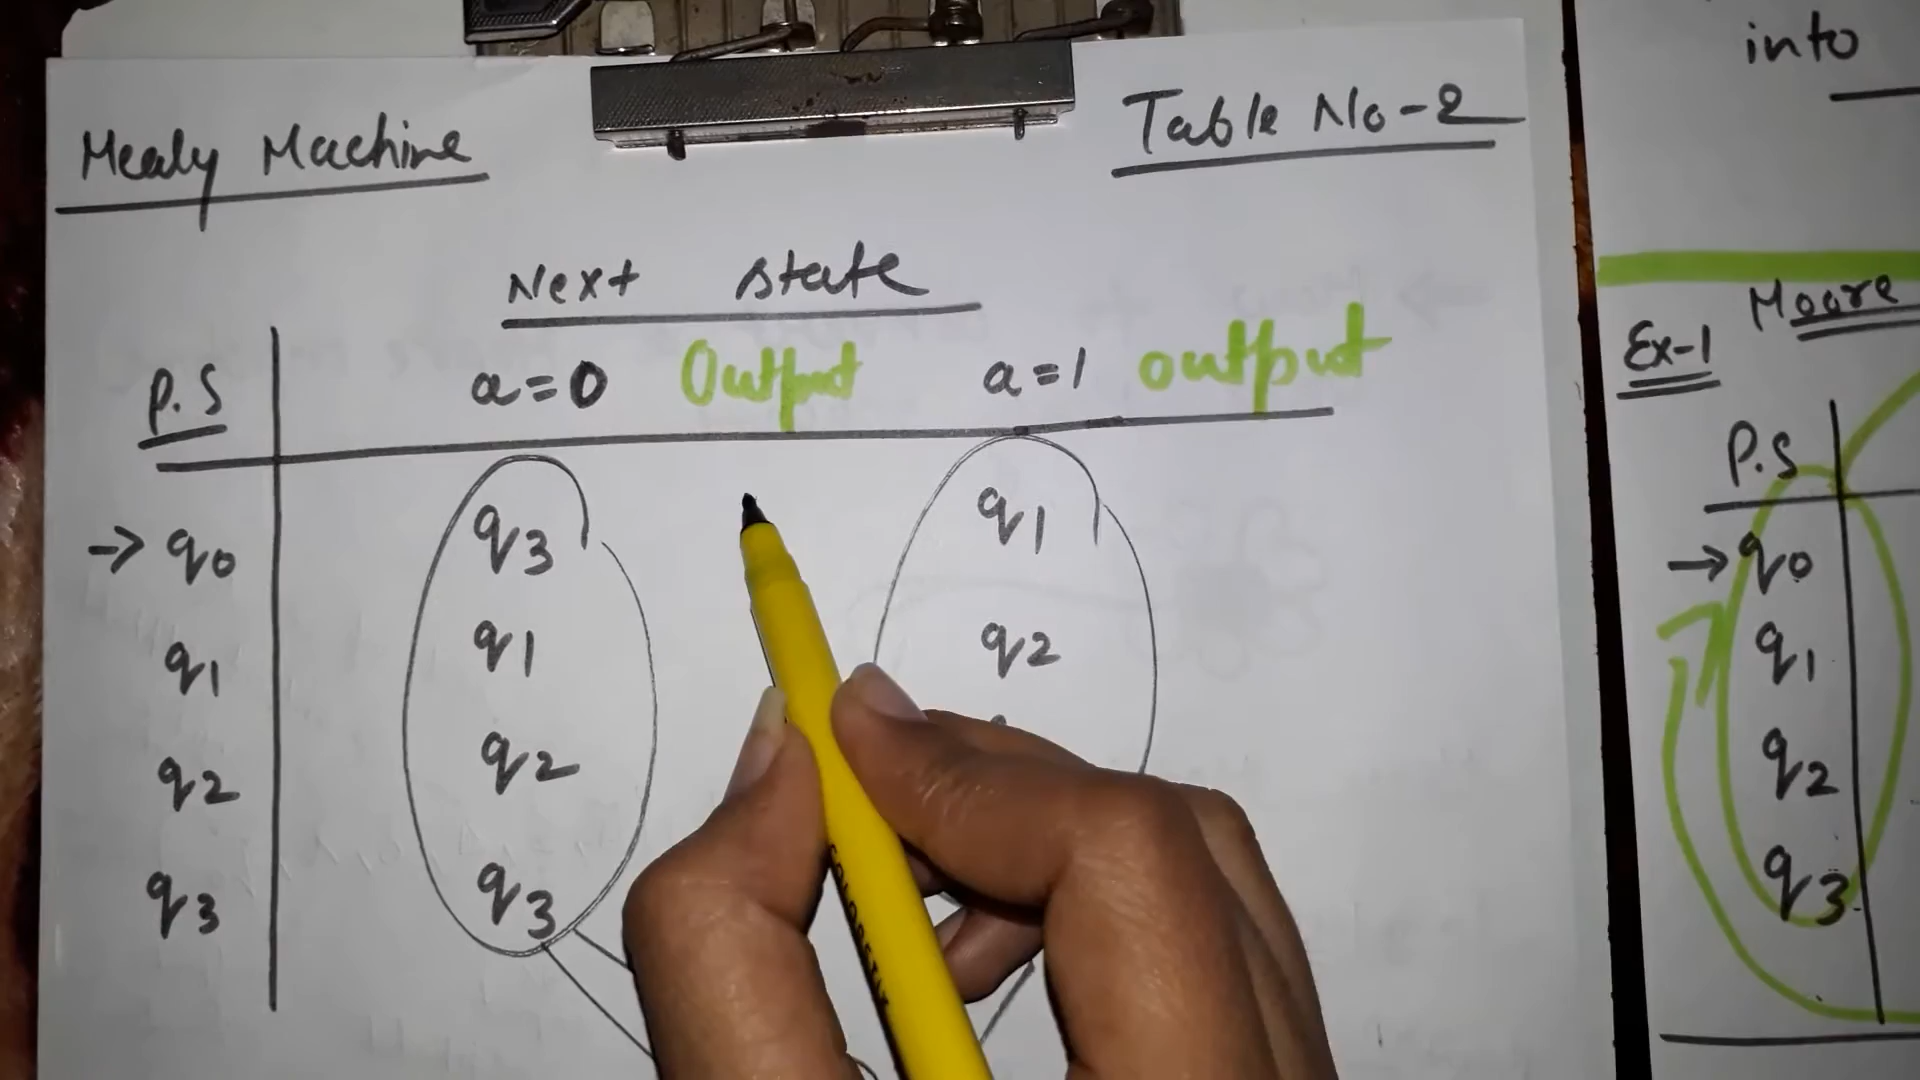 Mealy Machine
Table No-2
Next state
P.S a=0 Output a=1 output
→ q0 q3 q1
q1 q1 q2
q2 q2
q3 q3
into
Ex-1 Moore
P.S
→ q0
q1
q2
q3